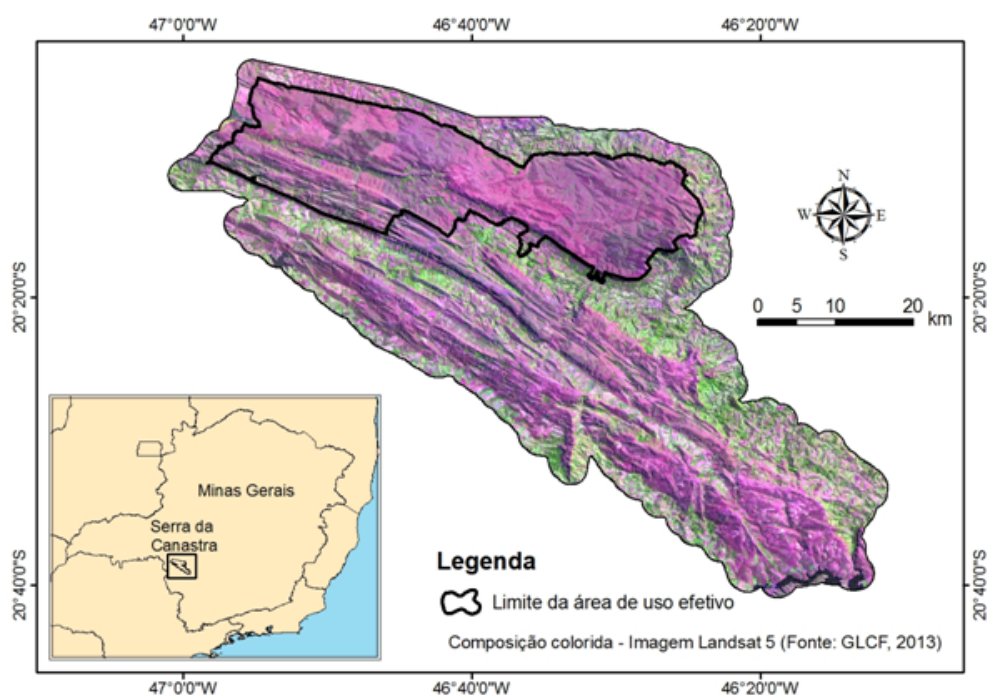 47°0'0"W
46°40'0"W
46°20'0"W
N
W
E
S
20°20'0"S
20°20'0"S
0 5 10 20
km
Minas Gerais
Serra da
Canastra
Legenda
Limite da área de uso efetivo
Composição colorida - Imagem Landsat 5 (Fonte: GLCF, 2013)
20°40'0"S
20°40'0"S
47°0'0"W
46°40'0"W
46°20'0"W